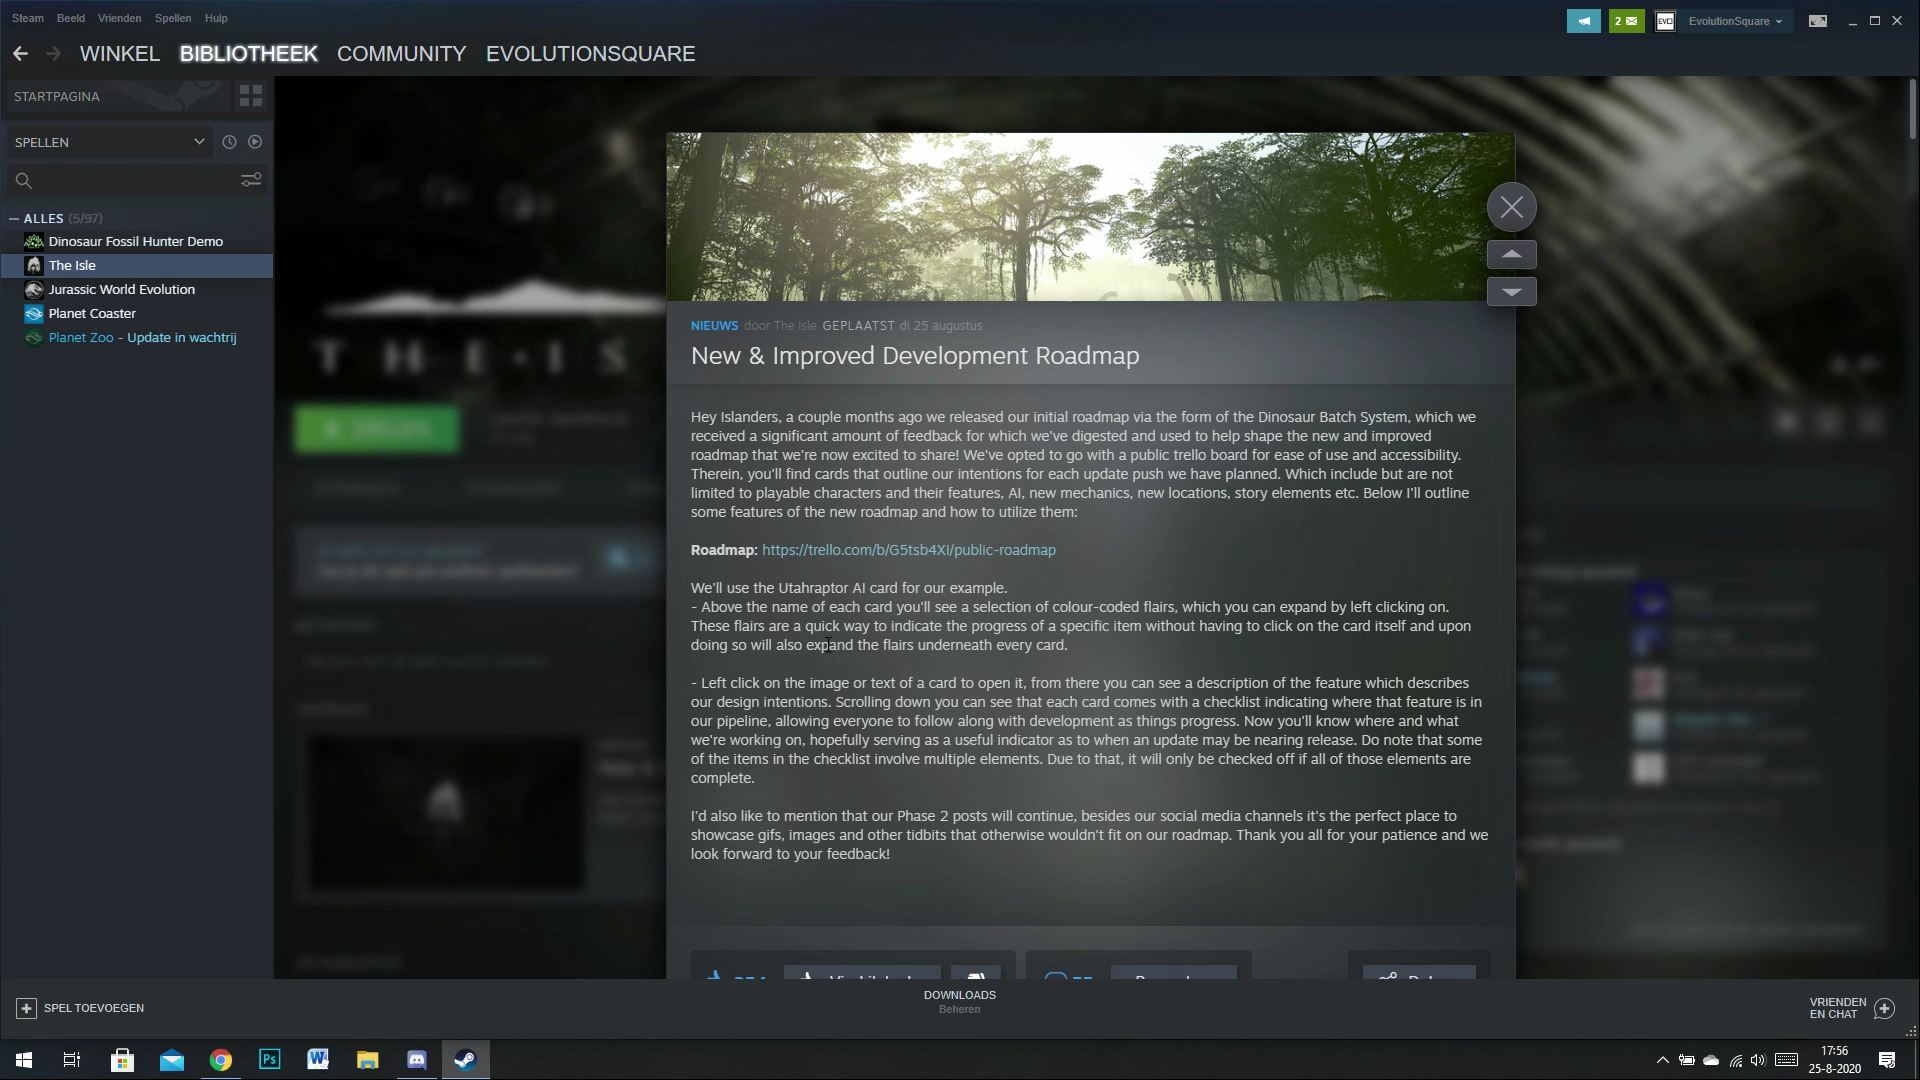 Steam Beeld Vrienden Spellen Hulp
2 EVO EvolutionSquare
WINKEL BIBLIOTHEEK COMMUNITY EVOLUTIONSQUARE
STARTPAGINA
SPELLEN
ALLES (5/97)
Dinosaur Fossil Hunter Demo
The Isle
Jurassic World Evolution
Planet Coaster
Planet Zoo - Update in wachtrij
T H E • I S
SPELEN
NIEUWS door The Isle GEPLAATST di 25 augustus
New & Improved Development Roadmap
Hey Islanders, a couple months ago we released our initial roadmap via the form of the Dinosaur Batch System, which we
received a significant amount of feedback for which we've digested and used to help shape the new and improved
roadmap that we're now excited to share! We've opted to go with a public trello board for ease of use and accessibility.
Therein, you'll find cards that outline our intentions for each update push we have planned. Which include but are not
limited to playable characters and their features, AI, new mechanics, new locations, story elements etc. Below I'll outline
some features of the new roadmap and how to utilize them:
Roadmap: https://trello.com/b/G5tsb4XI/public-roadmap
We'll use the Utahraptor AI card for our example.
- Above the name of each card you'll see a selection of colour-coded flairs, which you can expand by left clicking on.
These flairs are a quick way to indicate the progress of a specific item without having to click on the card itself and upon
doing so will also expand the flairs underneath every card.
- Left click on the image or text of a card to open it, from there you can see a description of the feature which describes
our design intentions. Scrolling down you can see that each card comes with a checklist indicating where that feature is in
our pipeline, allowing everyone to follow along with development as things progress. Now you'll know where and what
we're working on, hopefully serving as a useful indicator as to when an update may be nearing release. Do note that some
of the items in the checklist involve multiple elements. Due to that, it will only be checked off if all of those elements are
complete.
I'd also like to mention that our Phase 2 posts will continue, besides our social media channels it's the perfect place to
showcase gifs, images and other tidbits that otherwise wouldn't fit on our roadmap. Thank you all for your patience and we
look forward to your feedback!
SPEL TOEVOEGEN
DOWNLOADS
Beheren
VRIENDEN
EN CHAT
Ps
W
17:56
25-8-2020